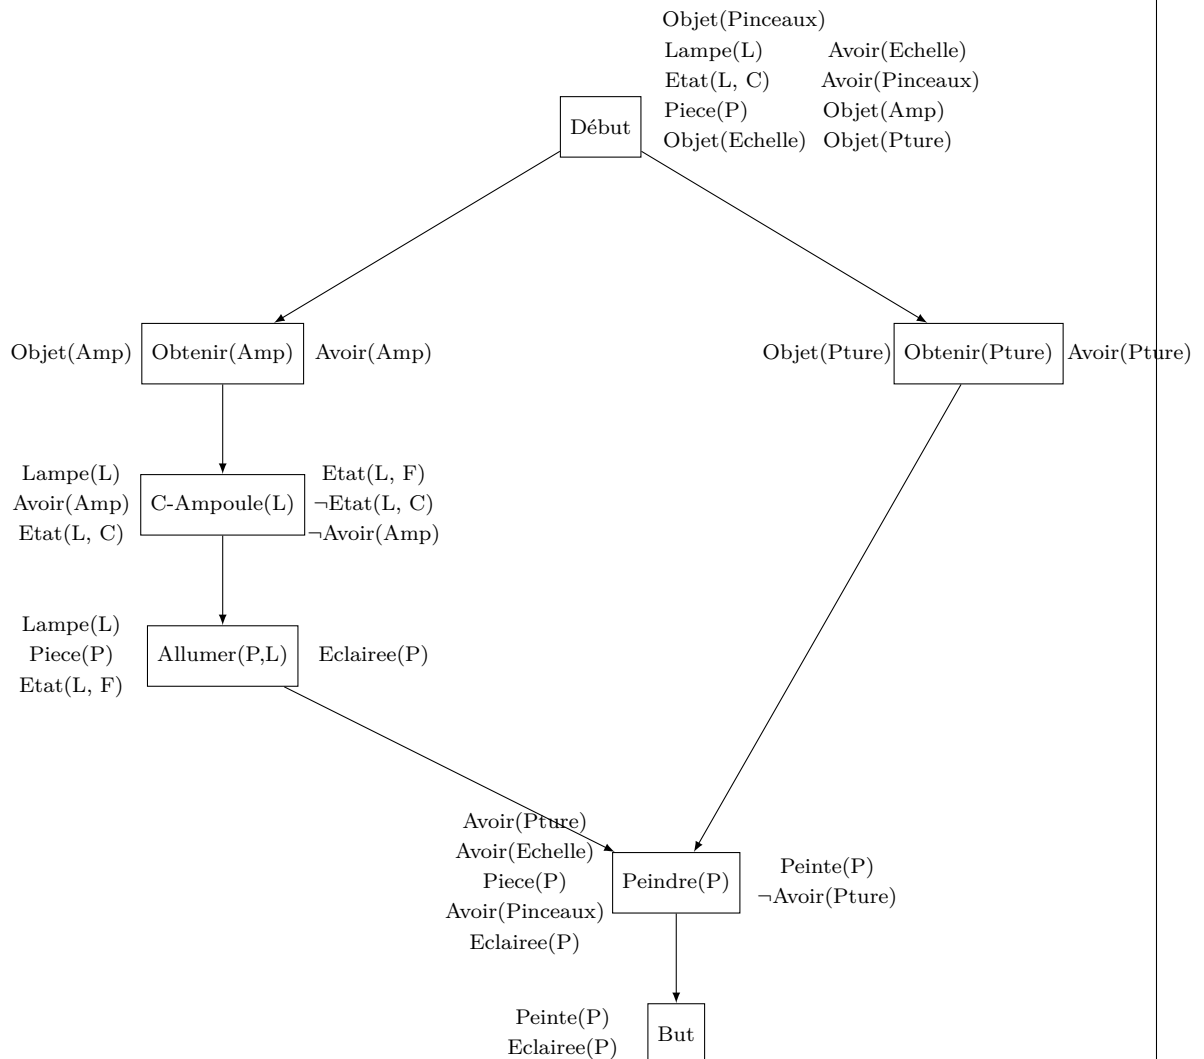 Objet(Pinceaux)
Lampe(L) Avoir(Echelle)
Etat(L, C) Avoir(Pinceaux)
Piece(P) Objet(Amp)
Objet(Echelle) Objet(Pture)
Début
Objet(Amp) Obtenir(Amp) Avoir(Amp)
Objet(Pture) Obtenir(Pture) Avoir(Pture)
Lampe(L)
Avoir(Amp)
Etat(L, C)
C-Ampoule(L)
Etat(L, F)
¬Etat(L, C)
¬Avoir(Amp)
Lampe(L)
Piece(P)
Etat(L, F)
Allumer(P,L)
Eclairee(P)
Avoir(Pture)
Avoir(Echelle)
Piece(P)
Avoir(Pinceaux)
Eclairee(P)
Peindre(P)
Peinte(P)
¬Avoir(Pture)
Peinte(P)
Eclairee(P)
But